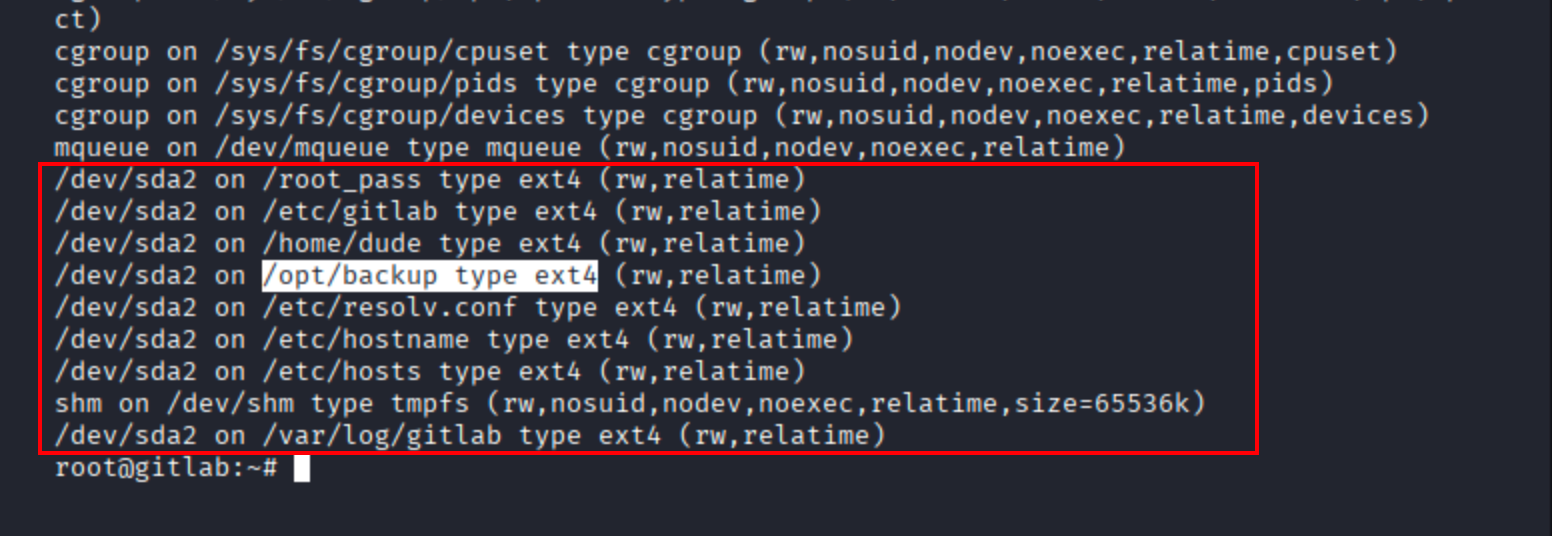 ct)
cgroup on /sys/fs/cgroup/cpuset type cgroup (rw,nosuid,nodev,noexec,relatime,cpuset)
cgroup on /sys/fs/cgroup/pids type cgroup (rw,nosuid,nodev,noexec,relatime,pids)
cgroup on /sys/fs/cgroup/devices type cgroup (rw,nosuid,nodev,noexec,relatime,devices)
mqueue on /dev/mqueue type mqueue (rw,nosuid,nodev,noexec,relatime)
/dev/sda2 on /root_pass type ext4 (rw,relatime)
/dev/sda2 on /etc/gitlab type ext4 (rw,relatime)
/dev/sda2 on /home/dude type ext4 (rw,relatime)
/dev/sda2 on /opt/backup type ext4 (rw,relatime)
/dev/sda2 on /etc/resolv.conf type ext4 (rw,relatime)
/dev/sda2 on /etc/hostname type ext4 (rw,relatime)
/dev/sda2 on /etc/hosts type ext4 (rw,relatime)
shm on /dev/shm type tmpfs (rw,nosuid,nodev,noexec,relatime,size=65536k)
/dev/sda2 on /var/log/gitlab type ext4 (rw,relatime)
root@gitlab:~#